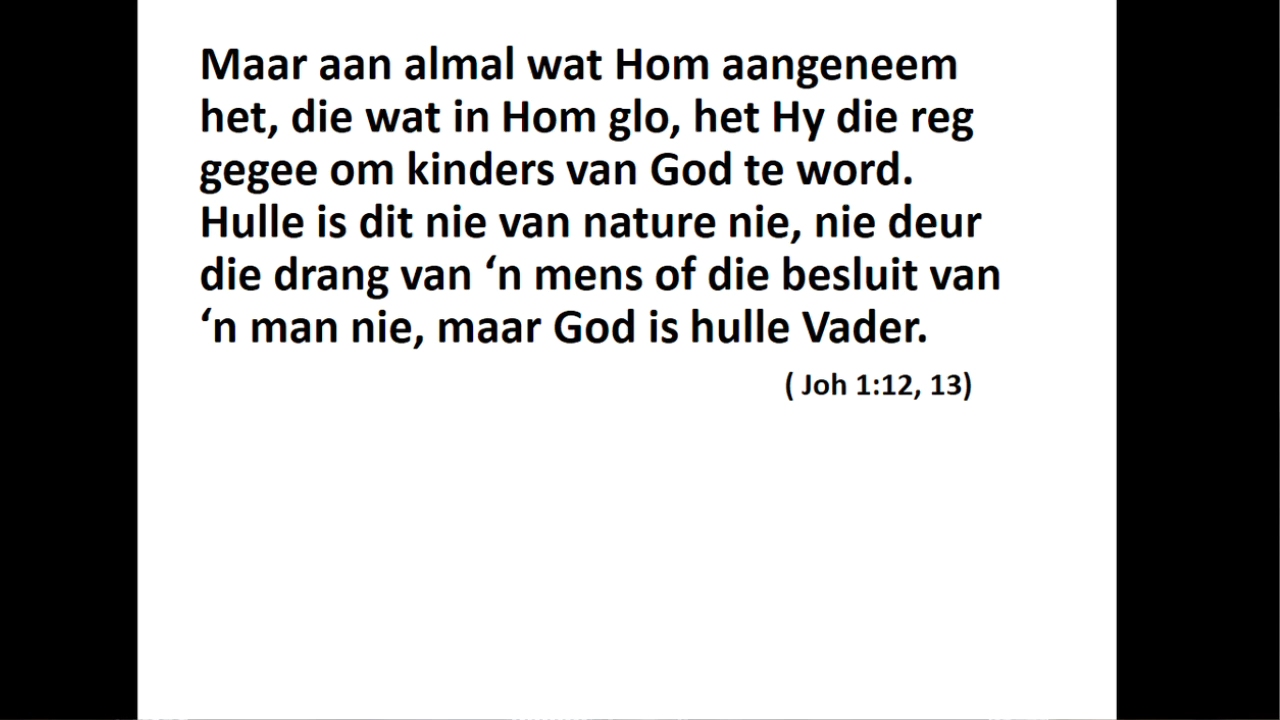 Maar aan almal wat Hom aangeneem
het, die wat in Hom glo, het Hy die reg
gegee om kinders van God te word.
Hulle is dit nie van nature nie, nie deur
die drang van ‘n mens of die besluit van
‘n man nie, maar God is hulle Vader.
( Joh 1:12, 13)